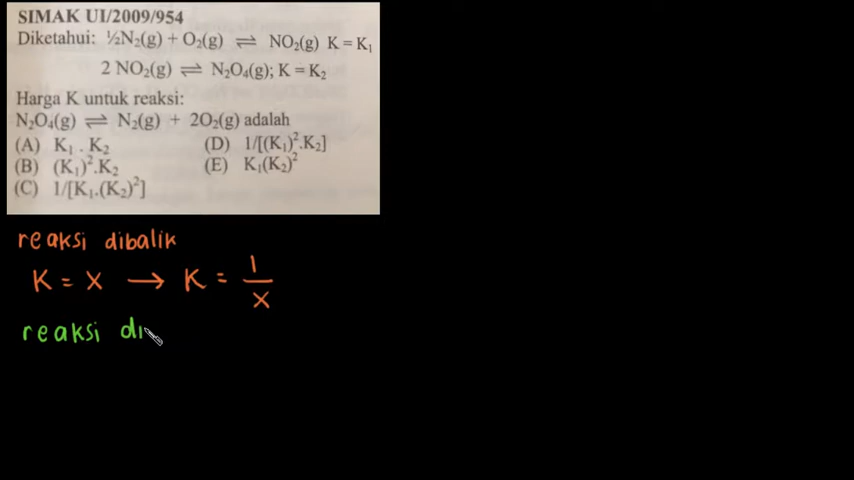 SIMAK UI/2009/954
Diketahui: ½N₂(g) + O₂(g) ⇌ NO₂(g) K = K₁
2 NO₂(g) ⇌ N₂O₄(g); K = K₂
Harga K untuk reaksi:
N₂O₄(g) ⇌ N₂(g) + 2O₂(g) adalah
(A) K₁ . K₂
(B) (K₁)².K₂
(C) 1/[K₁.(K₂)²]
(D) 1/[(K₁)².K₂]
(E) K₁(K₂)²
reaksi dibalik
K = x → K = 1/x
reaksi di